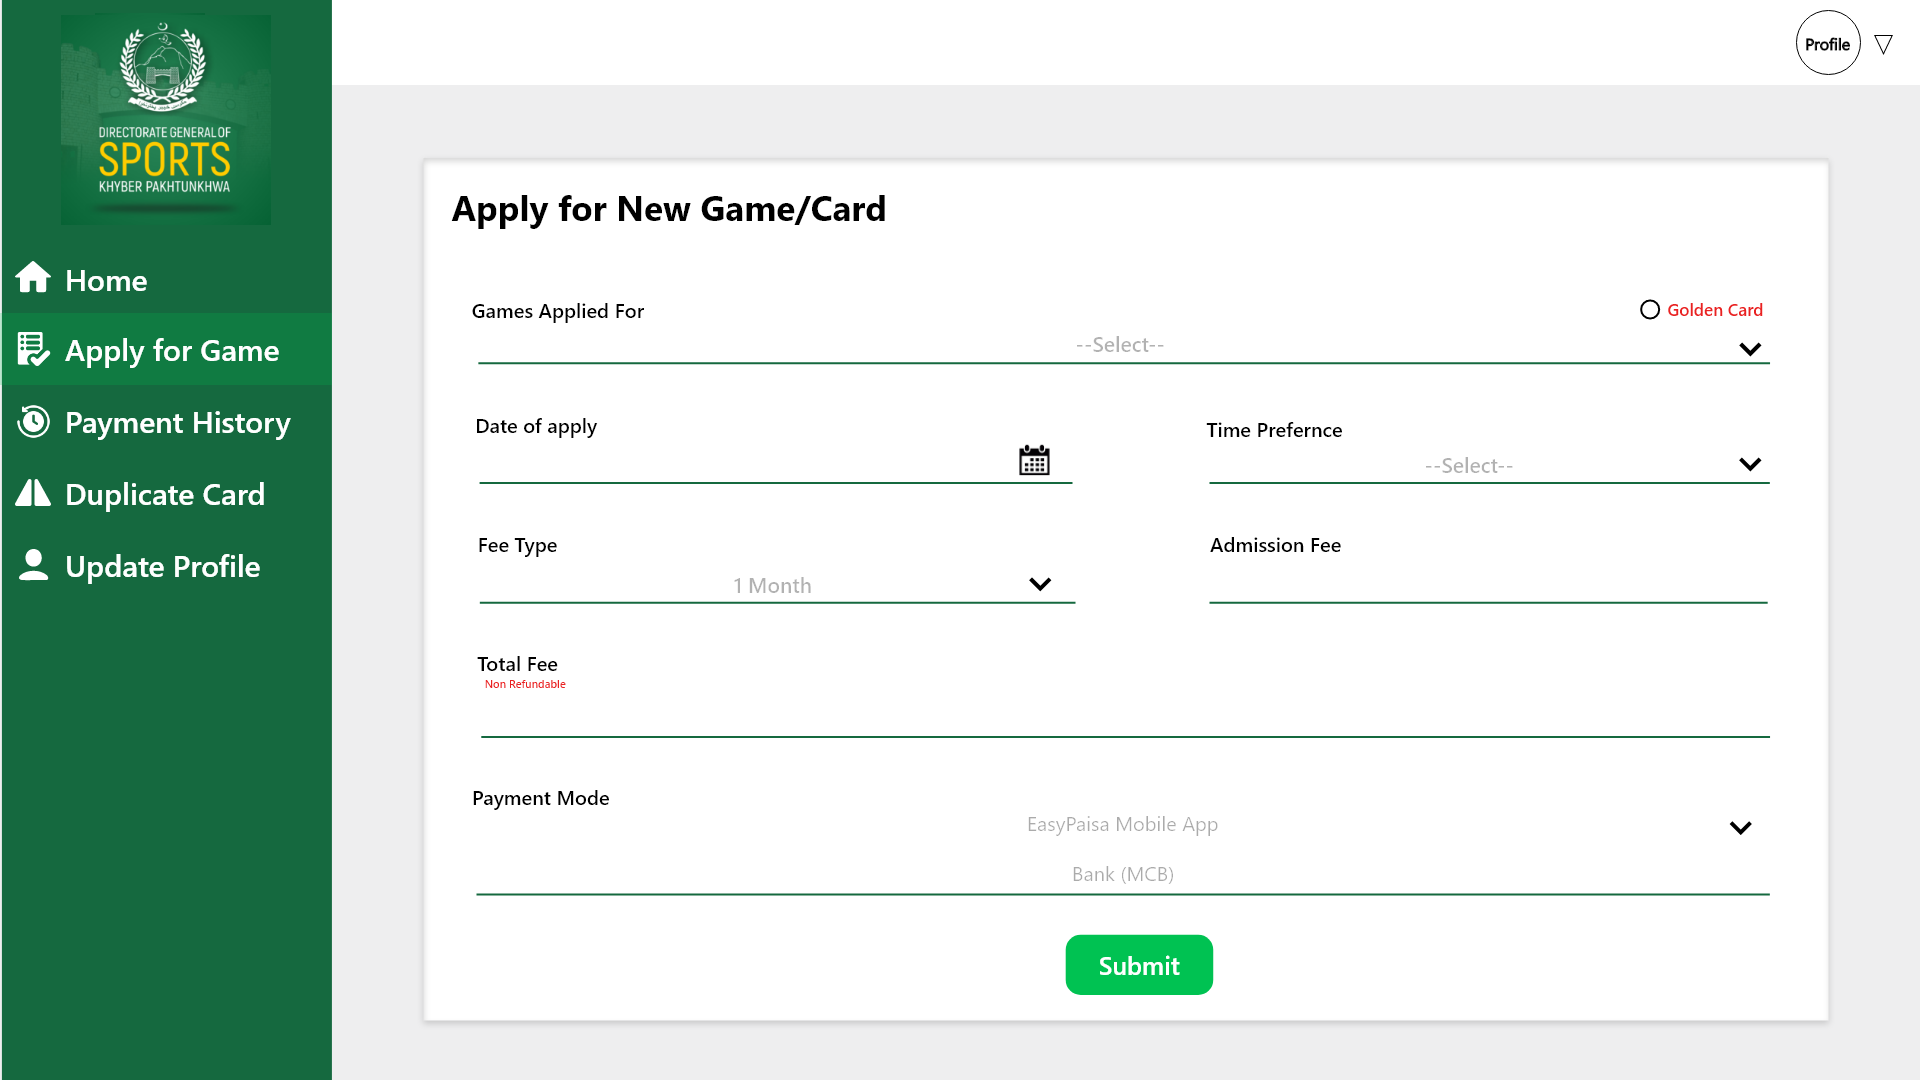 DIRECTORATE GENERAL OF
SPORTS
KHYBER PAKHTUNKHWA
Home
Apply for Game
Payment History
Duplicate Card
Update Profile
Profile
Apply for New Game/Card
Games Applied For
Golden Card
--Select--
Date of apply
Time Prefernce
--Select--
Fee Type
Admission Fee
1 Month
Total Fee
Non Refundable
Payment Mode
EasyPaisa Mobile App
Bank (MCB)
Submit